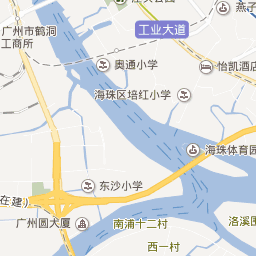 广州市鹤洞
工商所
工业大道
燕子
奥通小学
怡凯酒店
海珠区培红小学
海珠体育园
东沙小学
在建)
广州圆大厦
南浦十二村
洛溪
西一村